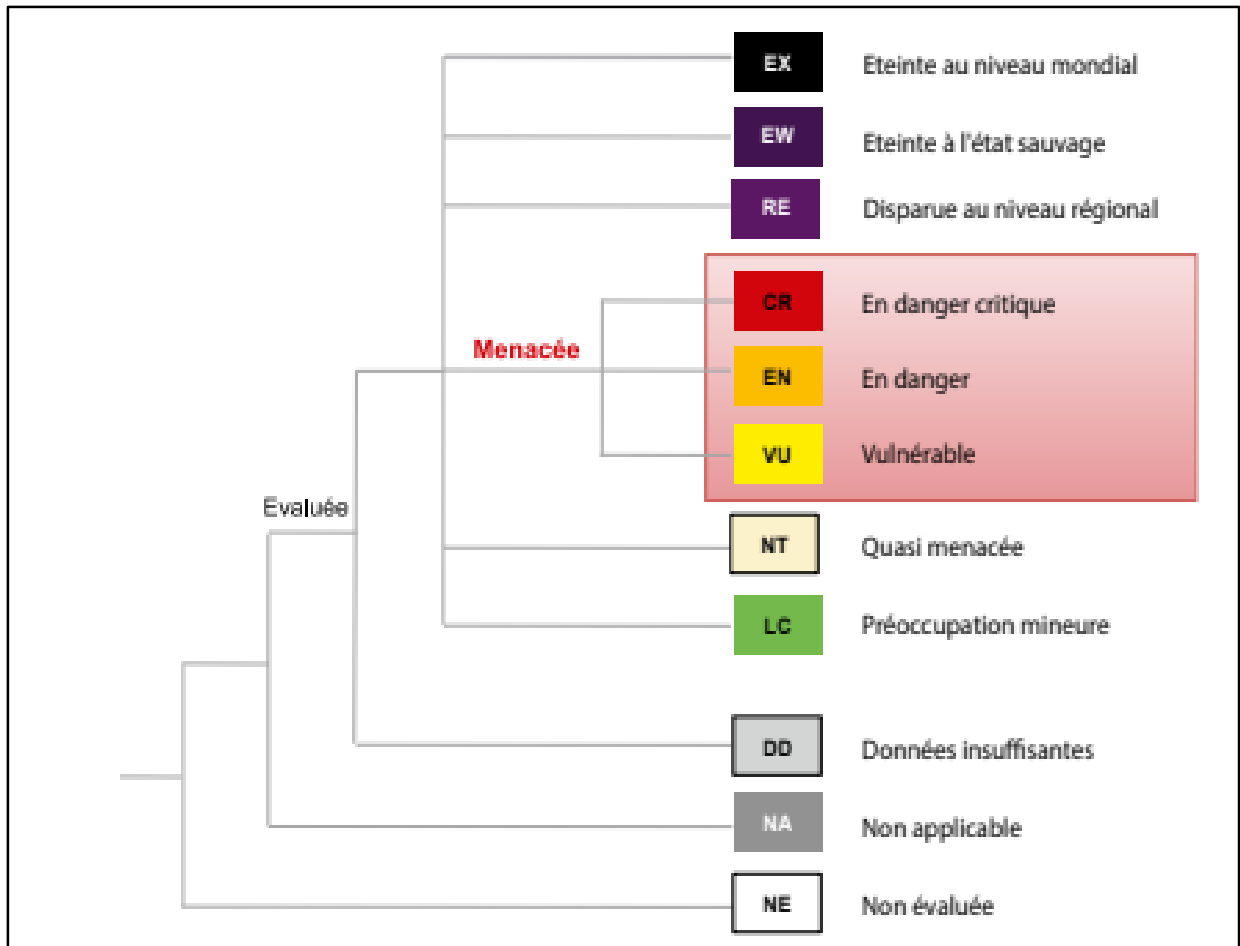 EX Eteinte au niveau mondial
EW Eteinte à l'état sauvage
RE Disparue au niveau régional
CR En danger critique
Menacée
EN En danger
VU Vulnérable
Evaluée
NT Quasi menacée
LC Préoccupation mineure
DD Données insuffisantes
NA Non applicable
NE Non évaluée